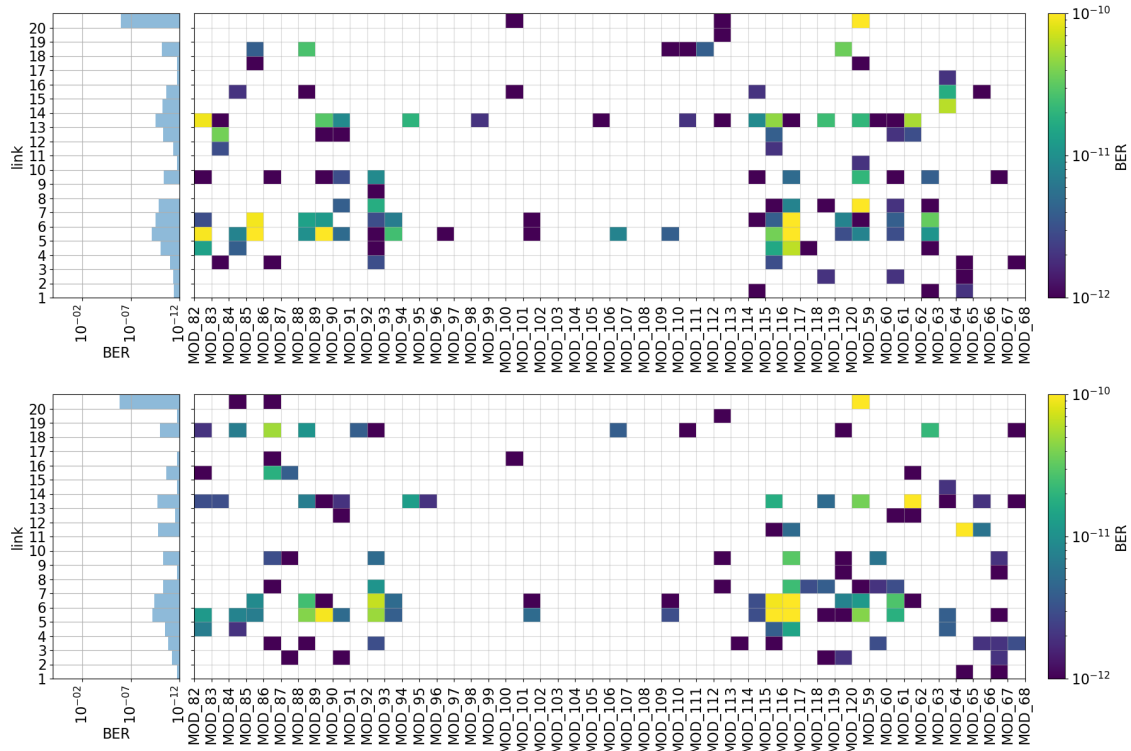 20
19
18
17
16
15
14
13
12
11
10
9
8
7
6
5
4
3
2
1
link
10⁻⁰²
10⁻⁰⁷
10⁻¹²
BER
MOD_82
MOD_83
MOD_84
MOD_85
MOD_86
MOD_87
MOD_88
MOD_89
MOD_90
MOD_91
MOD_92
MOD_93
MOD_94
MOD_96
MOD_97
MOD_98
MOD_99
MOD_100
MOD_101
MOD_102
MOD_103
MOD_104
MOD_105
MOD_106
MOD_107
MOD_108
MOD_109
MOD_110
MOD_111
MOD_112
MOD_113
MOD_114
MOD_115
MOD_116
MOD_117
MOD_118
MOD_119
MOD_120
MOD_59
MOD_60
MOD_61
MOD_63
MOD_64
MOD_65
MOD_66
MOD_67
MOD_68
10⁻¹⁰
10⁻¹¹
10⁻¹²
BER
20
19
18
17
16
15
14
13
12
11
10
9
8
7
6
5
4
3
2
1
link
10⁻⁰²
10⁻⁰⁷
10⁻¹²
BER
MOD_82
MOD_83
MOD_84
MOD_85
MOD_86
MOD_87
MOD_88
MOD_89
MOD_90
MOD_91
MOD_92
MOD_93
MOD_94
MOD_96
MOD_97
MOD_98
MOD_99
MOD_100
MOD_101
MOD_102
MOD_103
MOD_104
MOD_105
MOD_106
MOD_107
MOD_108
MOD_109
MOD_110
MOD_111
MOD_112
MOD_113
MOD_114
MOD_115
MOD_116
MOD_117
MOD_118
MOD_119
MOD_120
MOD_59
MOD_60
MOD_61
MOD_63
MOD_64
MOD_65
MOD_66
MOD_67
MOD_68
10⁻¹⁰
10⁻¹¹
10⁻¹²
BER